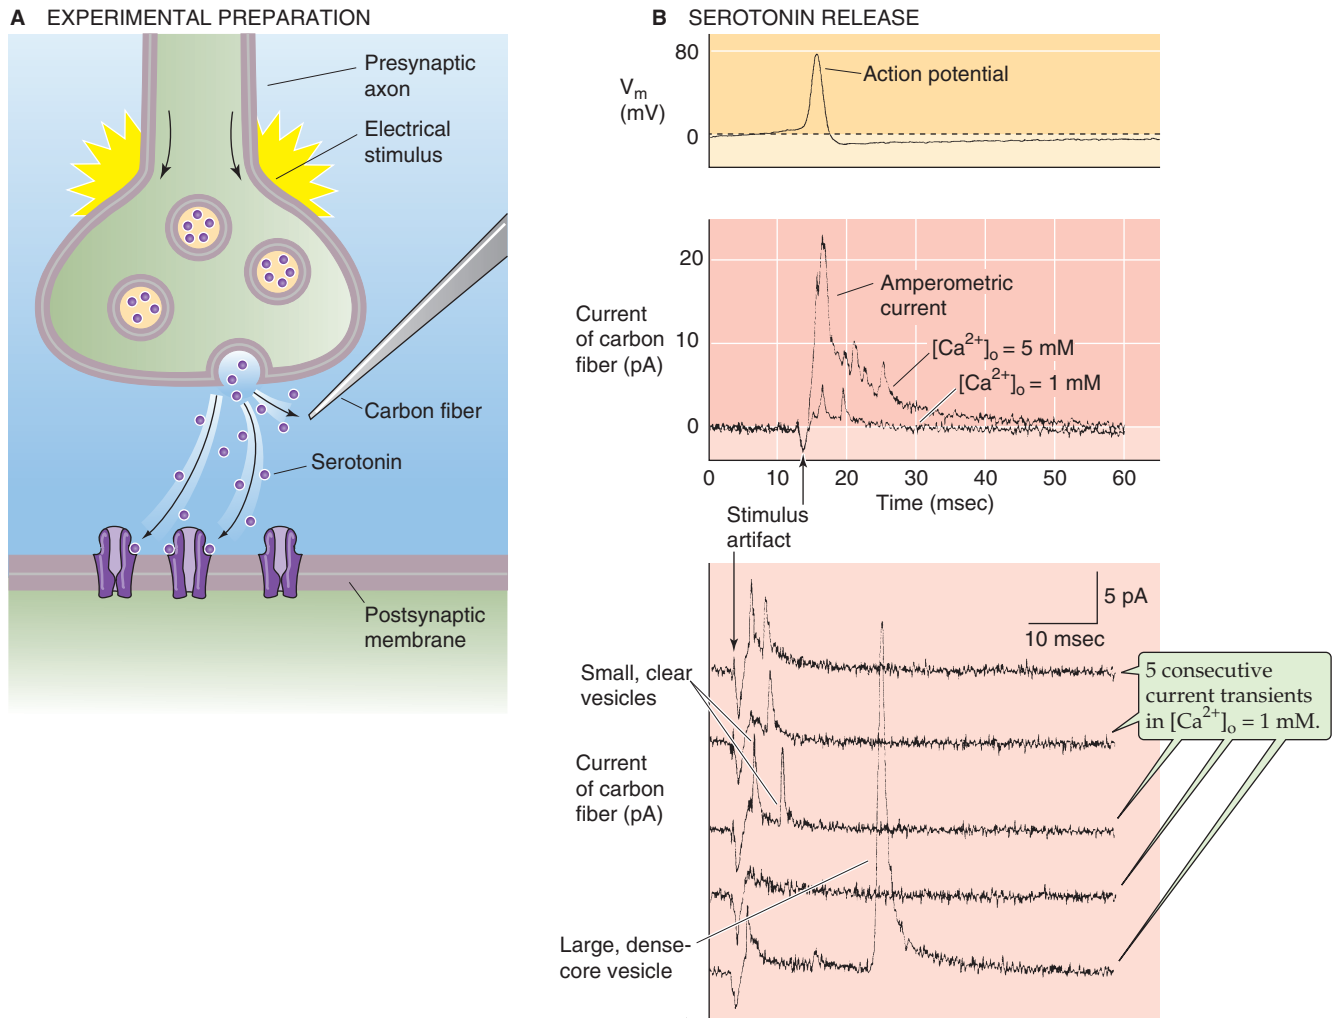 A EXPERIMENTAL PREPARATION
Presynaptic
axon
Electrical
stimulus
Carbon fiber
Serotonin
Postsynaptic
membrane
B SEROTONIN RELEASE
80
Vm
(mV)
0
Action potential
20
10
0
Current
of carbon
fiber (pA)
Amperometric
current
[Ca2+]o = 5 mM
[Ca2+]o = 1 mM
0 10 20 30 40 50 60
Time (msec)
Stimulus
artifact
5 pA
10 msec
Small, clear
vesicles
Current
of carbon
fiber (pA)
Large, dense-
core vesicle
5 consecutive
current transients
in [Ca2+]o = 1 mM.